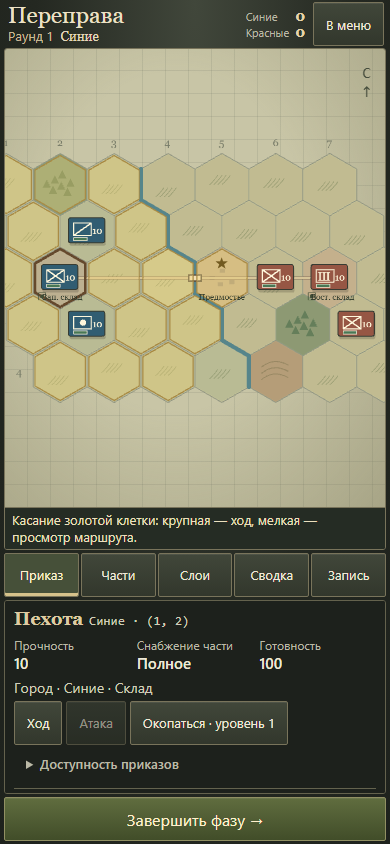 Переправа
Раунд 1 Синие
Синие 0
Красные 0
В меню
С
↑
1 2 3 4 5 6 7
10
10 10 10
Зап. склад Предмостье Вост. склад
10 10
4
Касание золотой клетки: крупная — ход, мелкая —
просмотр маршрута.
Приказ Части Слои Сводка Запись
Пехота Синие · (1, 2)
Прочность Снабжение части Готовность
10 Полное 100
Город · Синие · Склад
Ход Атака Окопаться · уровень 1
▶ Доступность приказов
Завершить фазу →